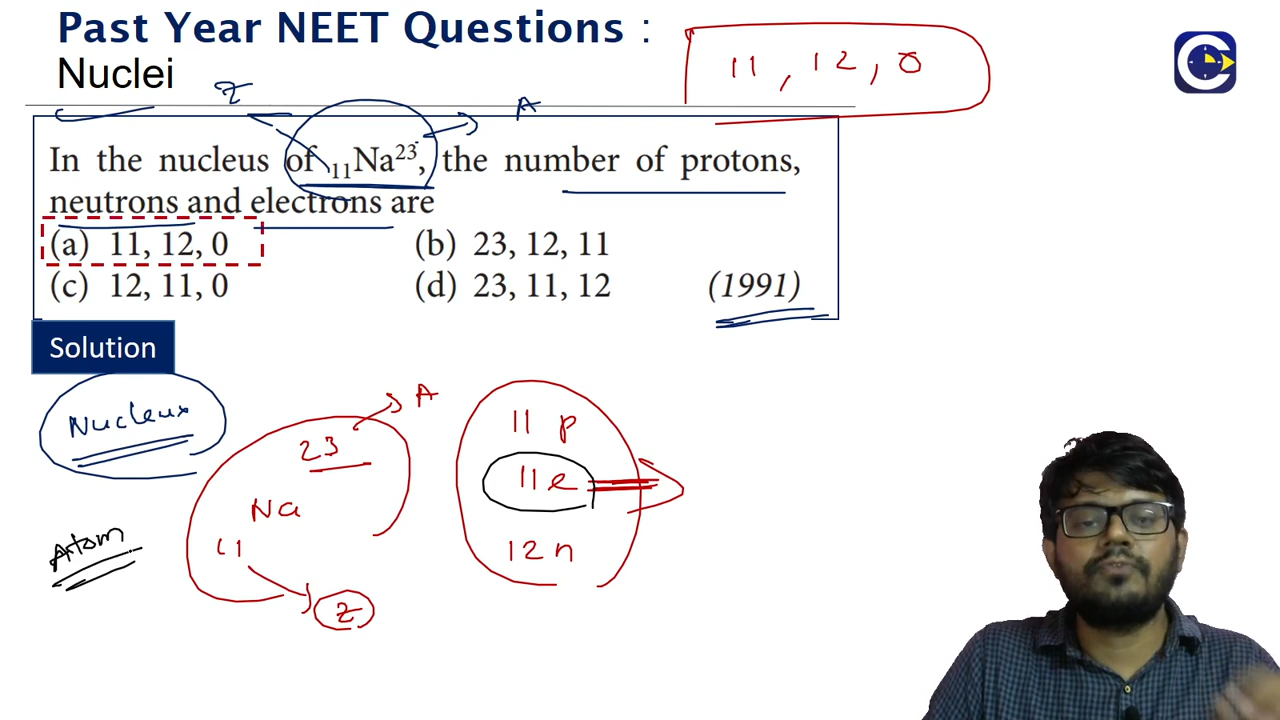 Past Year NEET Questions :
Nuclei
11, 12, 0
Z
A
In the nucleus of ₁₁Na²³, the number of protons,
neutrons and electrons are
(a) 11, 12, 0 (b) 23, 12, 11
(c) 12, 11, 0 (d) 23, 11, 12 (1991)
Solution
Nucleus
A
23
Na
11
Z
11 p
11 e
12 n
Atom